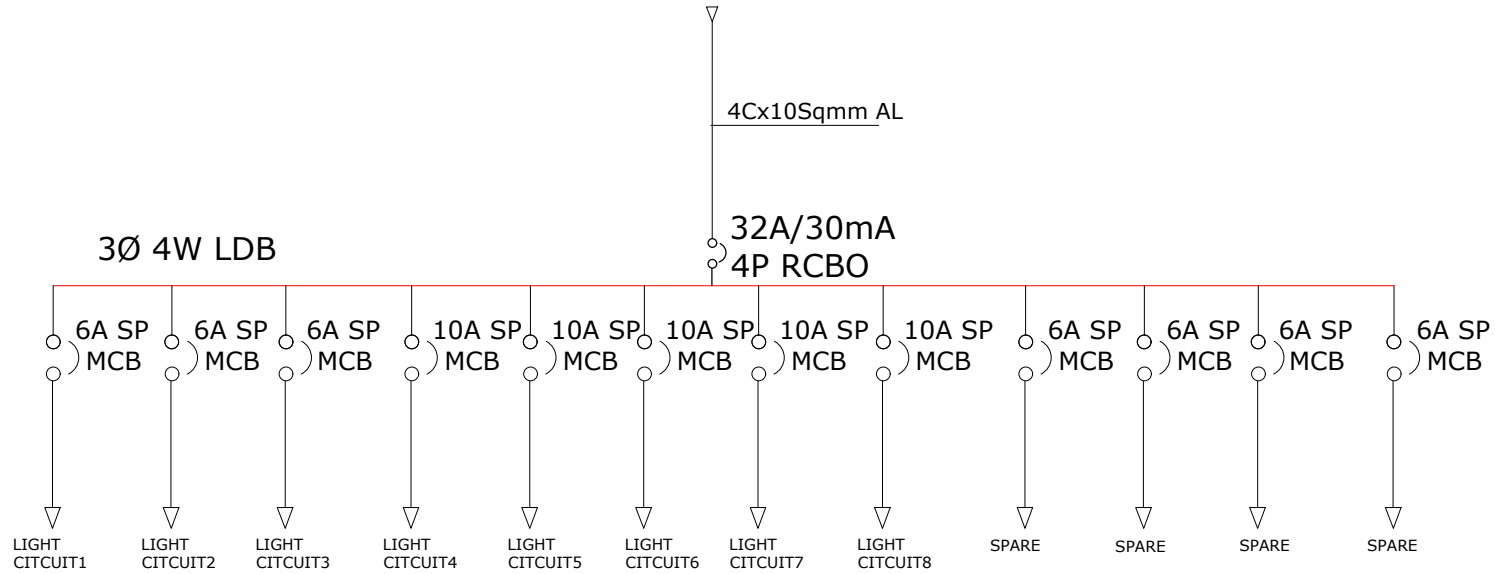 4Cx10Sqmm AL
32A/30mA
4P RCBO
3Ø 4W LDB
6A SP
MCB
6A SP
MCB
6A SP
MCB
10A SP
MCB
10A SP
MCB
10A SP
MCB
10A SP
MCB
10A SP
MCB
6A SP
MCB
6A SP
MCB
6A SP
MCB
6A SP
MCB
LIGHT
CITCUIT1
LIGHT
CITCUIT2
LIGHT
CITCUIT3
LIGHT
CITCUIT4
LIGHT
CITCUIT5
LIGHT
CITCUIT6
LIGHT
CITCUIT7
LIGHT
CITCUIT8
SPARE
SPARE
SPARE
SPARE